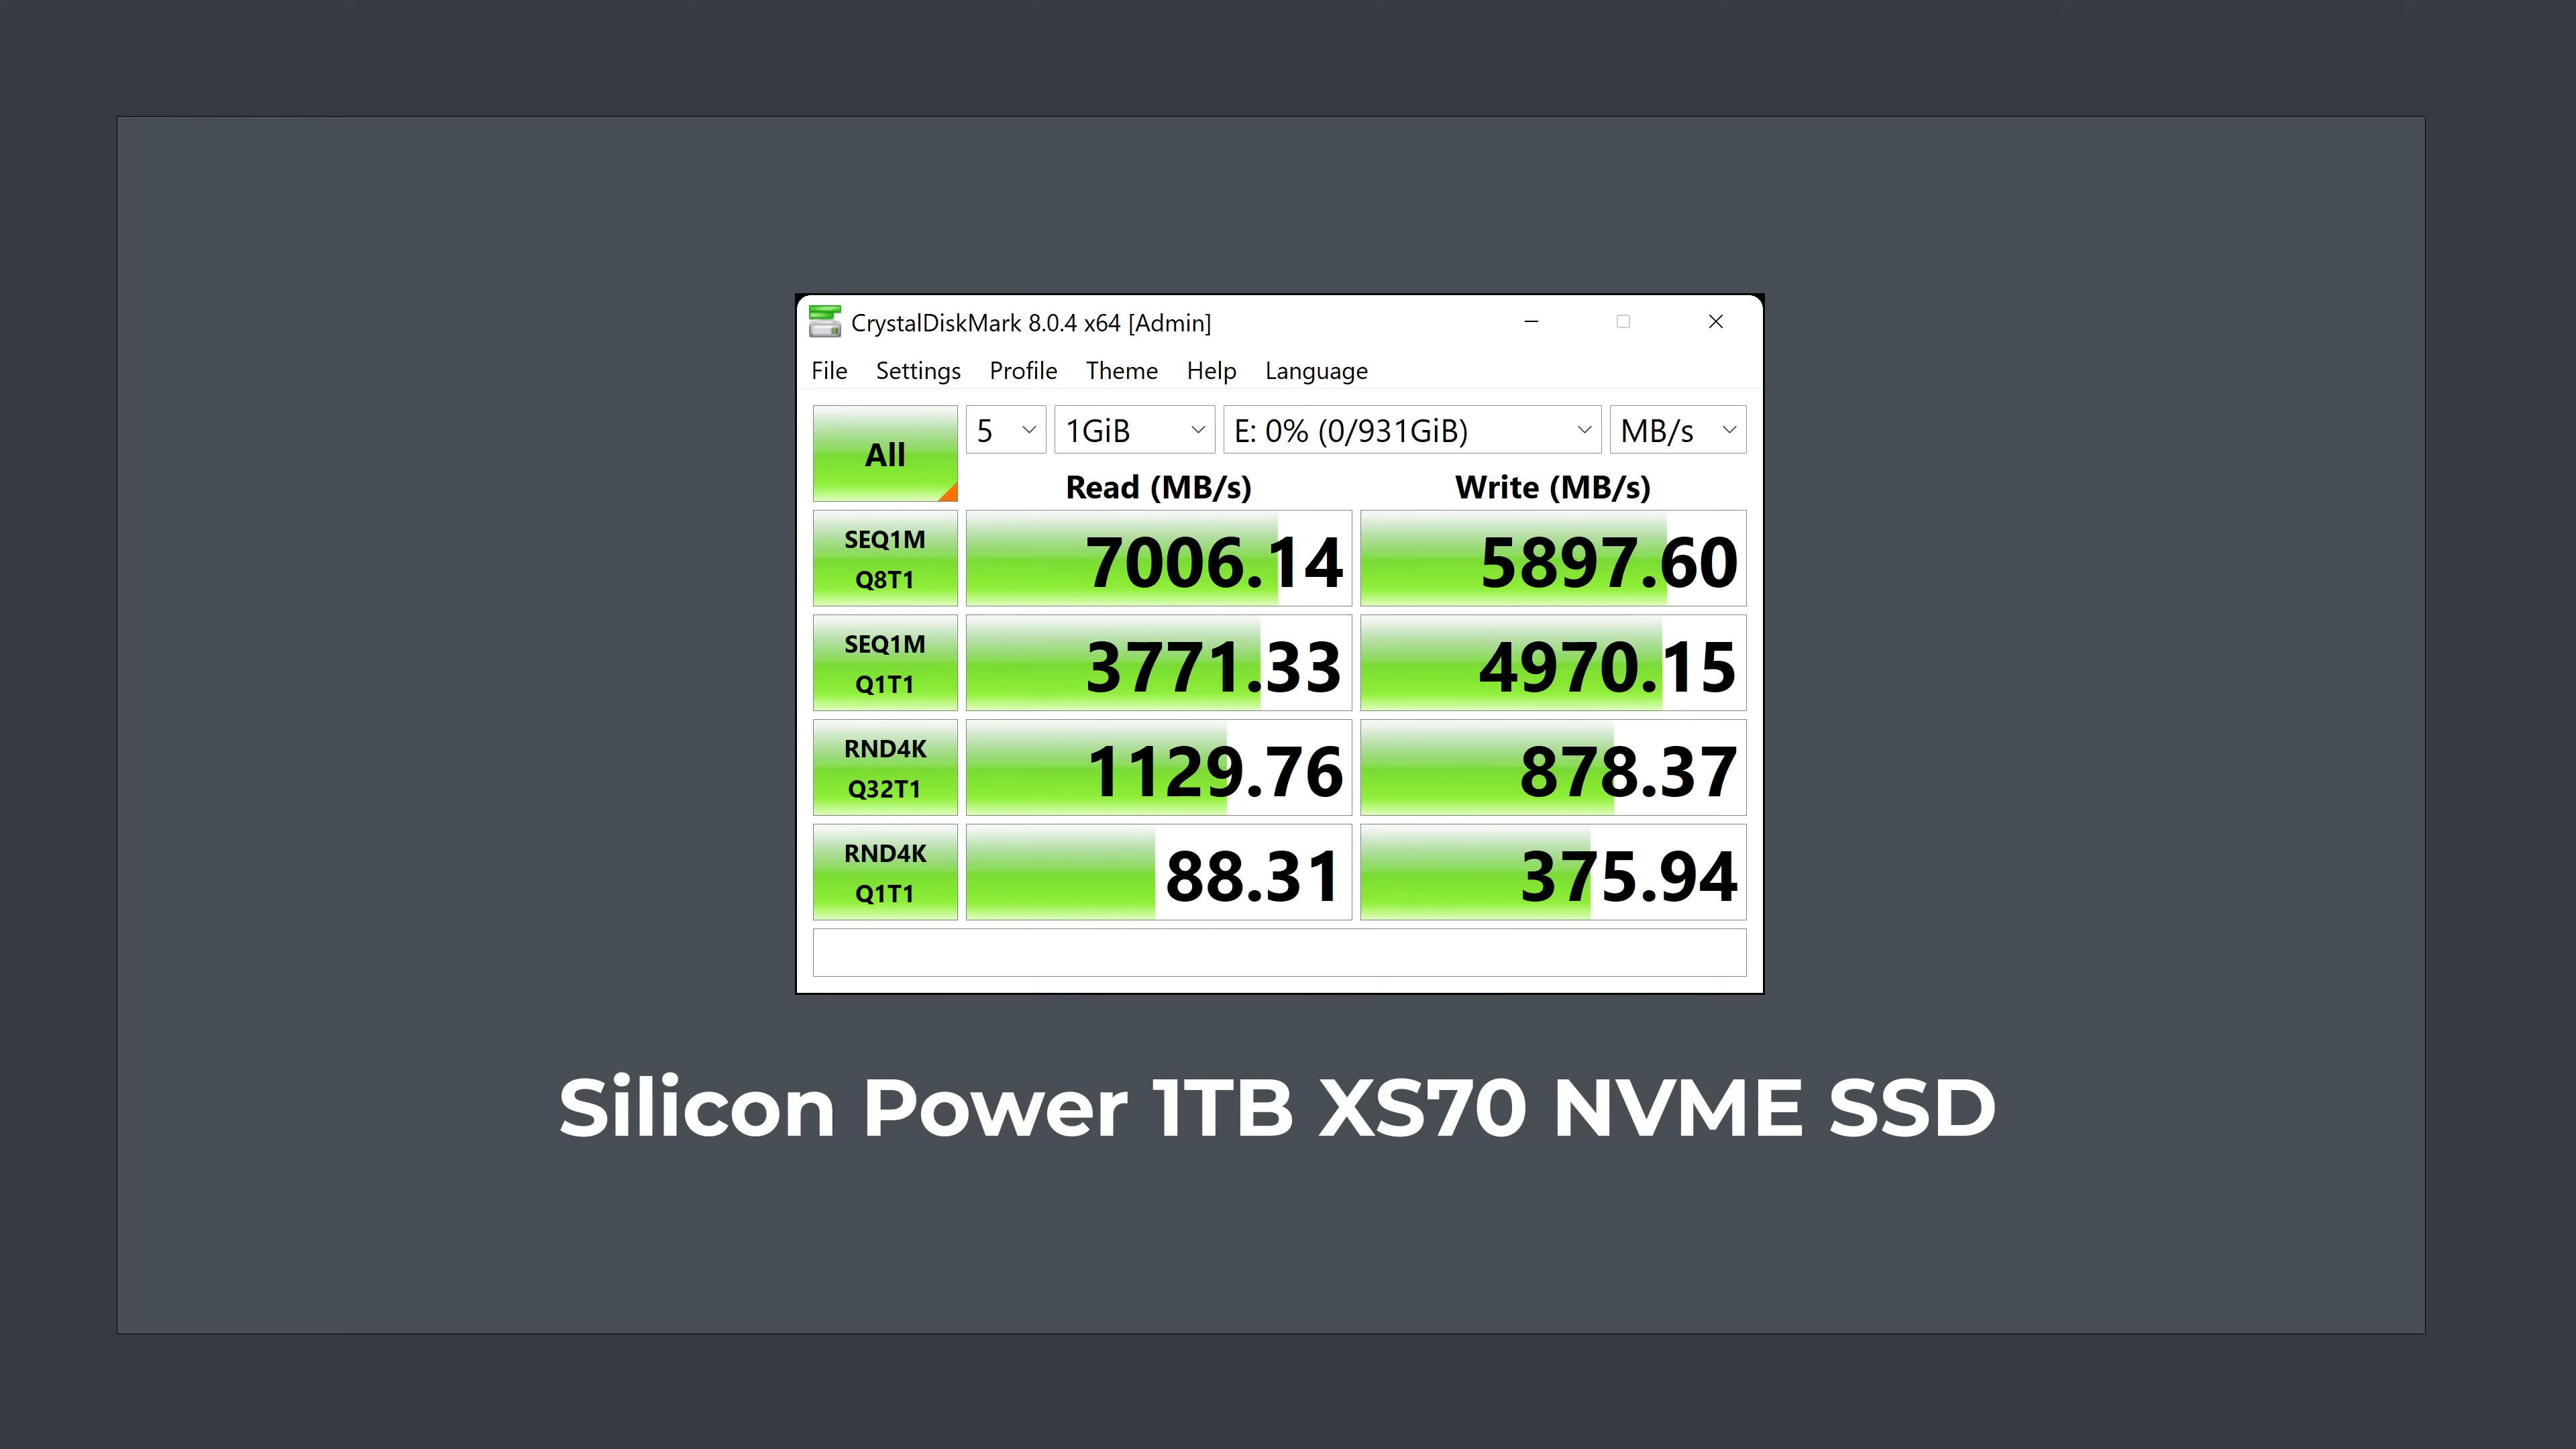 CrystalDiskMark 8.0.4 x64 [Admin]
File Settings Profile Theme Help Language
All
5 1GiB E: 0% (0/931GiB) MB/s
Read (MB/s) Write (MB/s)
SEQ1M
Q8T1
7006.14 5897.60
SEQ1M
Q1T1
3771.33 4970.15
RND4K
Q32T1
1129.76 878.37
RND4K
Q1T1
88.31 375.94
Silicon Power 1TB XS70 NVME SSD